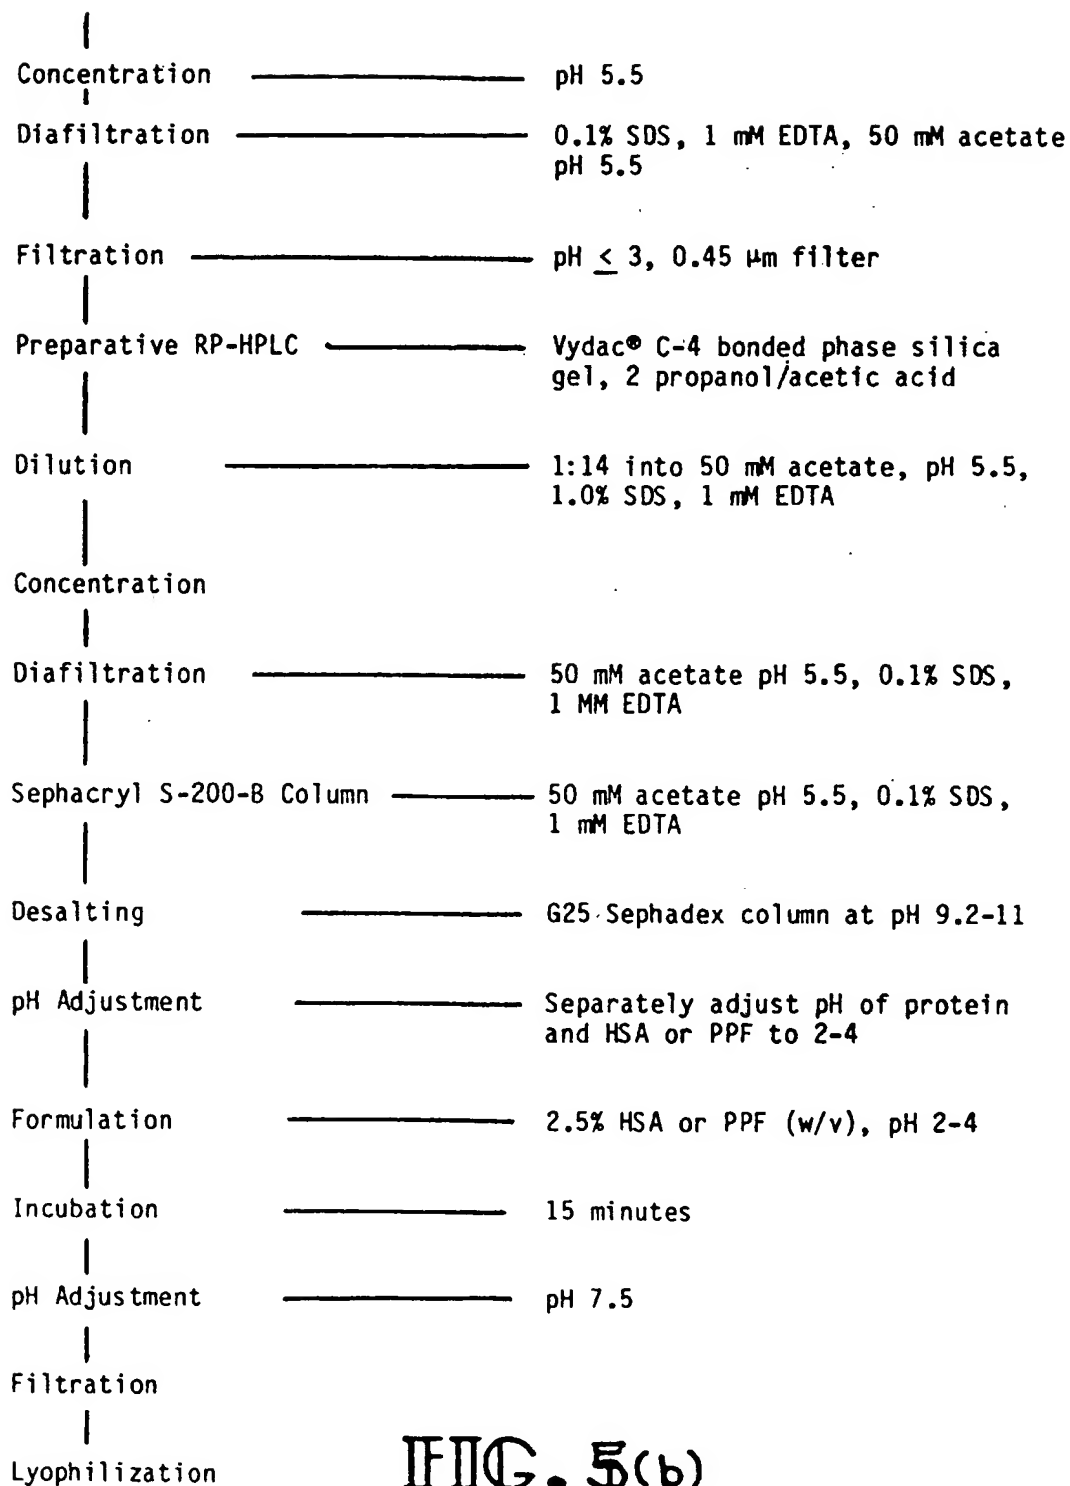 Concentration pH 5.5
Diafiltration 0.1% SDS, 1 mM EDTA, 50 mM acetate
pH 5.5
Filtration pH ≤ 3, 0.45 µm filter
Preparative RP-HPLC Vydac® C-4 bonded phase silica
gel, 2 propanol/acetic acid
Dilution 1:14 into 50 mM acetate, pH 5.5,
1.0% SDS, 1 mM EDTA
Concentration
Diafiltration 50 mM acetate pH 5.5, 0.1% SDS,
1 MM EDTA
Sephacryl S-200-B Column 50 mM acetate pH 5.5, 0.1% SDS,
1 mM EDTA
Desalting G25 Sephadex column at pH 9.2-11
pH Adjustment Separately adjust pH of protein
and HSA or PPF to 2-4
Formulation 2.5% HSA or PPF (w/v), pH 2-4
Incubation 15 minutes
pH Adjustment pH 7.5
Filtration
Lyophilization
FIG. 5(b)